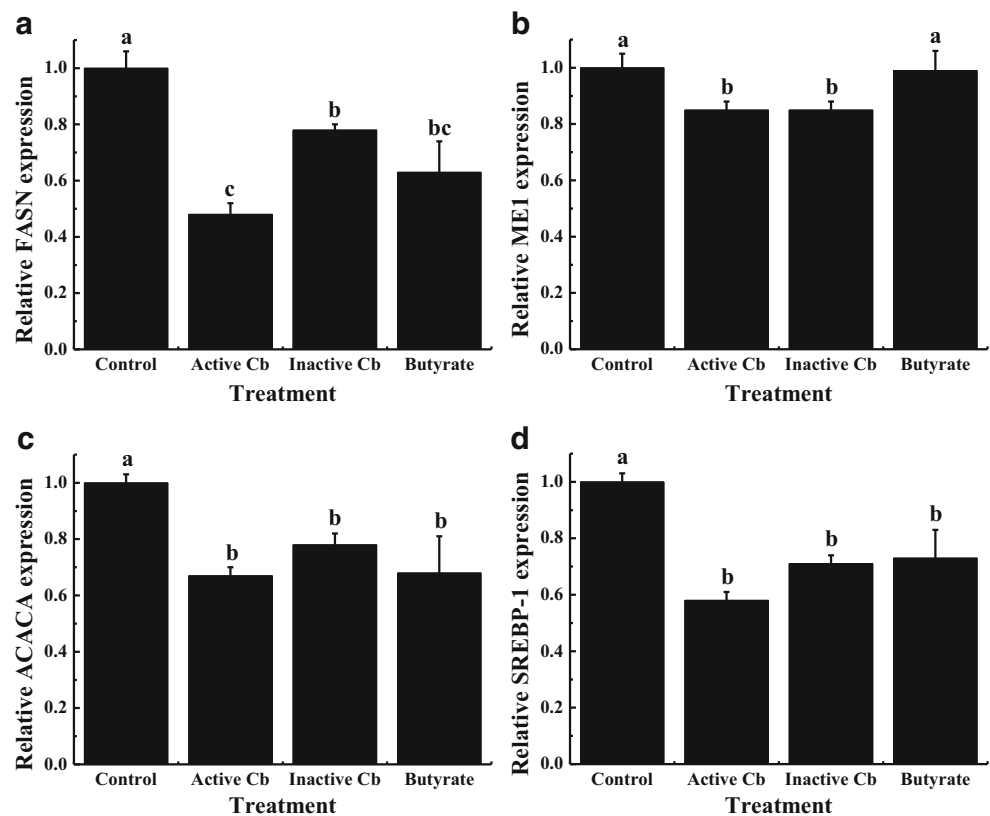 a
Relative FASN expression
1.0
0.8
0.6
0.4
0.2
0.0
a
c
b
bc
Control Active Cb Inactive Cb Butyrate
Treatment
b
Relative ME1 expression
1.0
0.8
0.6
0.4
0.2
0.0
a
b
b
a
Control Active Cb Inactive Cb Butyrate
Treatment
c
Relative ACACA expression
1.0
0.8
0.6
0.4
0.2
0.0
a
b
b
b
Control Active Cb Inactive Cb Butyrate
Treatment
d
Relative SREBP-1 expression
1.0
0.8
0.6
0.4
0.2
0.0
a
b
b
b
Control Active Cb Inactive Cb Butyrate
Treatment